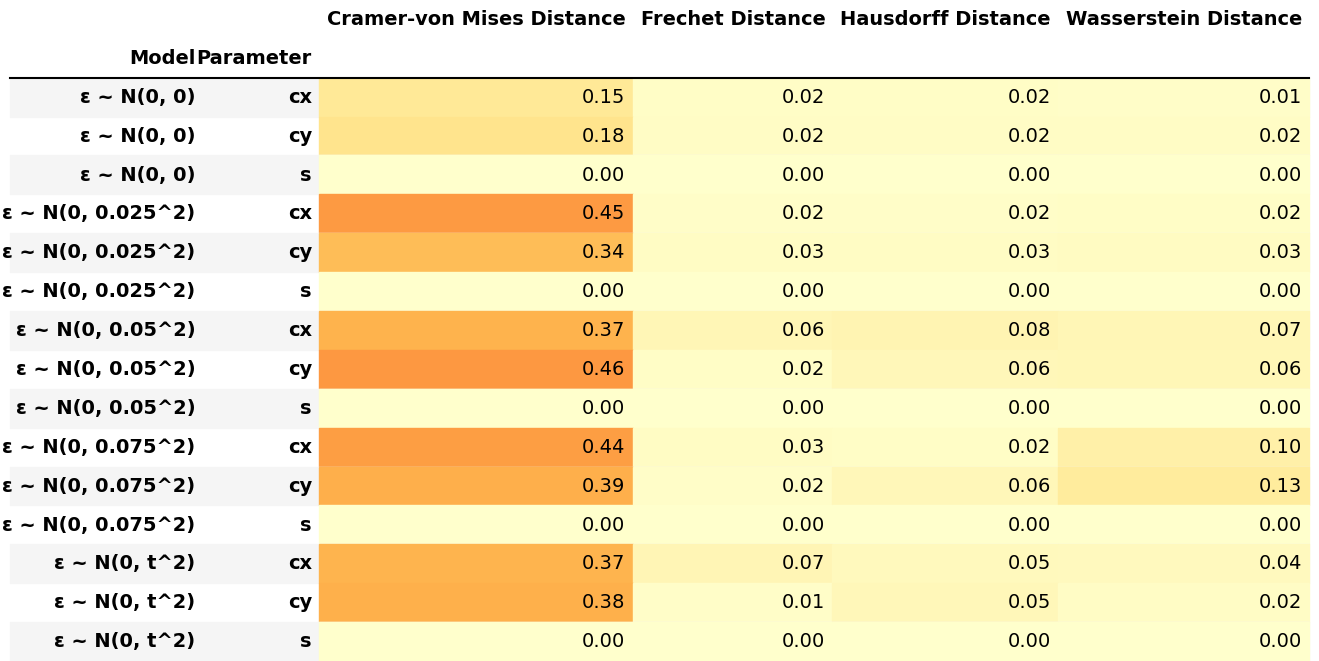 Cramer-von Mises Distance Frechet Distance Hausdorff Distance Wasserstein Distance
Model Parameter
ε ~ N(0, 0) cx 0.15 0.02 0.02 0.01
ε ~ N(0, 0) cy 0.18 0.02 0.02 0.02
ε ~ N(0, 0) s 0.00 0.00 0.00 0.00
ε ~ N(0, 0.025^2) cx 0.45 0.02 0.02 0.02
ε ~ N(0, 0.025^2) cy 0.34 0.03 0.03 0.03
ε ~ N(0, 0.025^2) s 0.00 0.00 0.00 0.00
ε ~ N(0, 0.05^2) cx 0.37 0.06 0.08 0.07
ε ~ N(0, 0.05^2) cy 0.46 0.02 0.06 0.06
ε ~ N(0, 0.05^2) s 0.00 0.00 0.00 0.00
ε ~ N(0, 0.075^2) cx 0.44 0.03 0.02 0.10
ε ~ N(0, 0.075^2) cy 0.39 0.02 0.06 0.13
ε ~ N(0, 0.075^2) s 0.00 0.00 0.00 0.00
ε ~ N(0, t^2) cx 0.37 0.07 0.05 0.04
ε ~ N(0, t^2) cy 0.38 0.01 0.05 0.02
ε ~ N(0, t^2) s 0.00 0.00 0.00 0.00